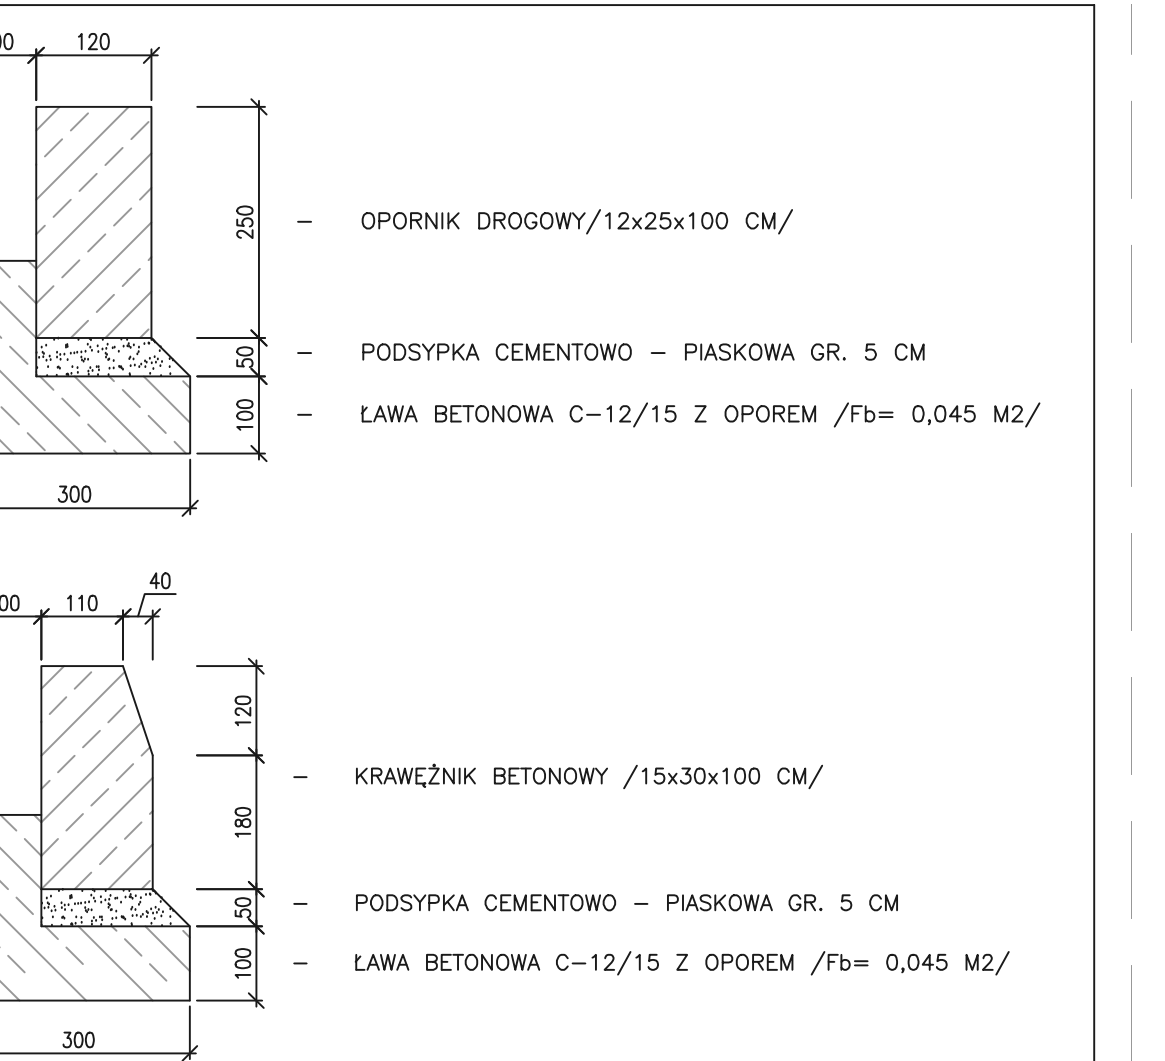 00 120
250 – OPORNIK DROGOWY/12x25x100 CM/
50 – PODSYPKA CEMENTOWO – PIASKOWA GR. 5 CM
100 – ŁAWA BETONOWA C–12/15 Z OPOREM /Fb= 0,045 M2/
300
40
00 110
120
– KRAWĘŻNIK BETONOWY /15x30x100 CM/
180
50 – PODSYPKA CEMENTOWO – PIASKOWA GR. 5 CM
100 – ŁAWA BETONOWA C–12/15 Z OPOREM /Fb= 0,045 M2/
300